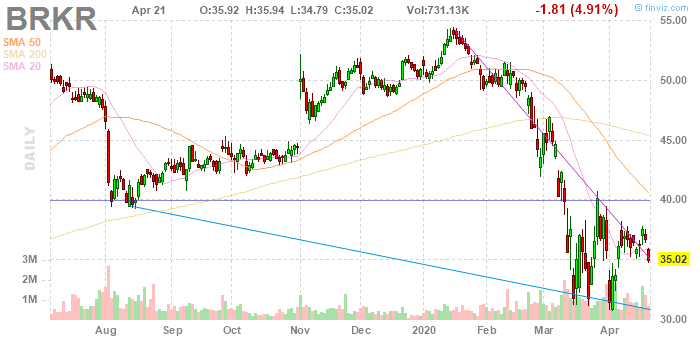 BRKR Apr 21 O:35.92 H:35.94 L:34.79 C:35.02 Vol:731.13K -1.81 (4.91%)
© finviz.com
SMA 50
SMA 200
SMA 20
DAILY
55.00
50.00
45.00
40.00
35.02
30.00
3M
2M
1M
Aug Sep Oct Nov Dec 2020 Feb Mar Apr